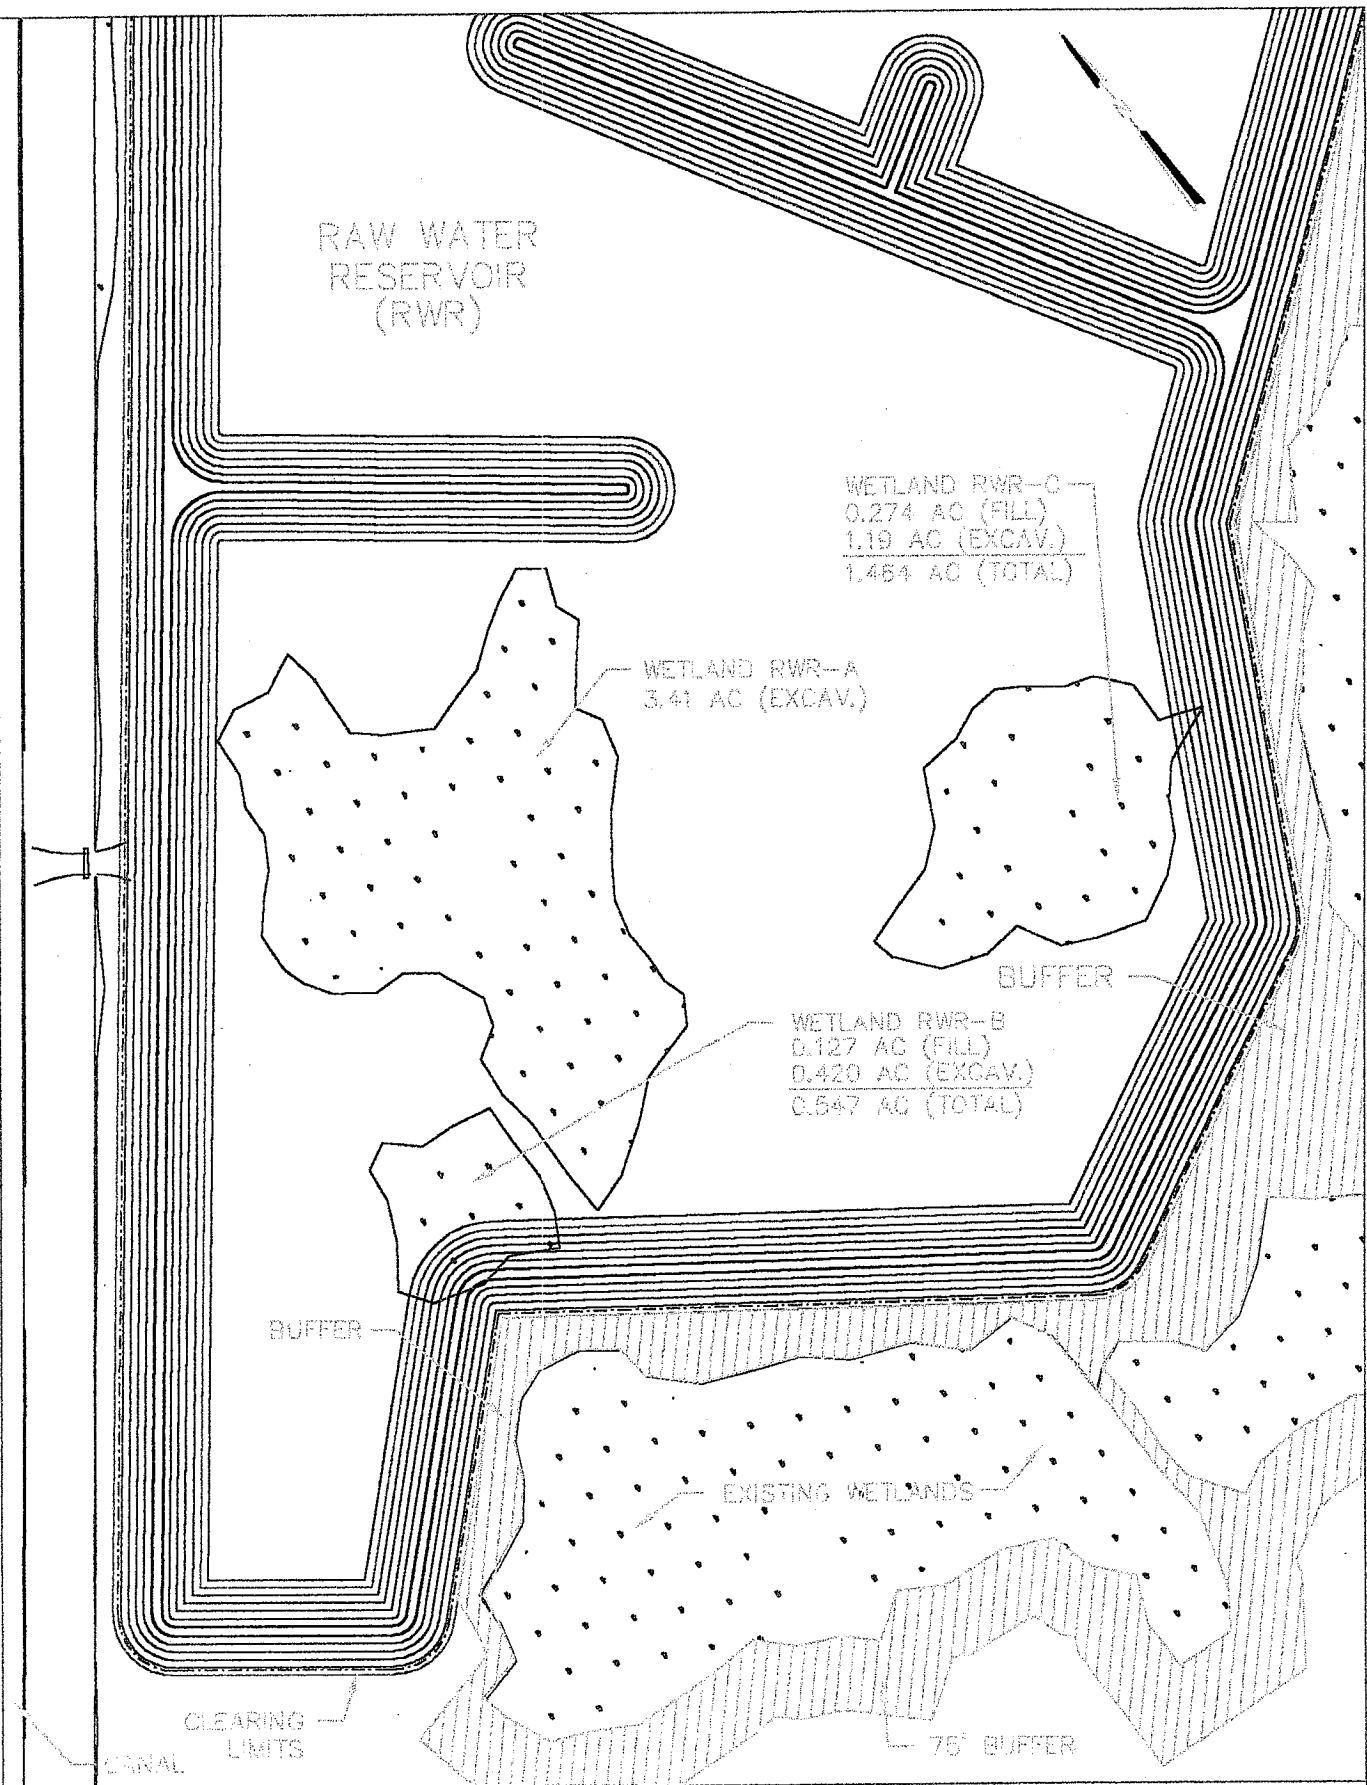 RAW WATER
RESERVOIR
(RWR)
WETLAND RWR-C
0.274 AC (FILL)
1.19 AC (EXCAV.)
1.464 AC (TOTAL)
WETLAND RWR-A
3.41 AC (EXCAV.)
BUFFER
WETLAND RWR-B
0.127 AC (FILL)
0.420 AC (EXCAV.)
0.547 AC (TOTAL)
BUFFER
EXISTING WETLANDS
CLEARING
LIMITS
75' BUFFER
CANAL